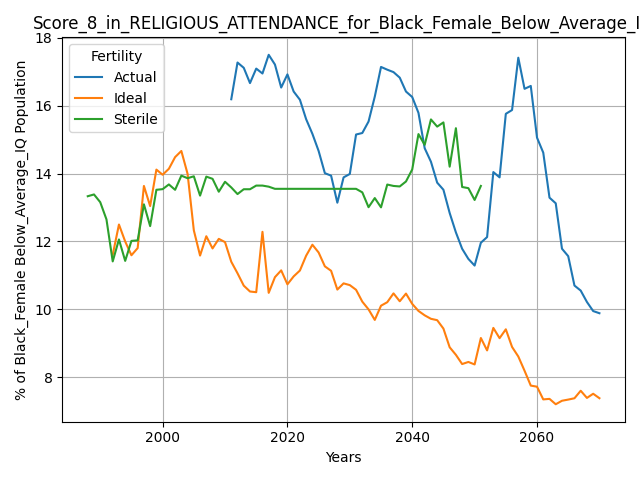 Score_8_in_RELIGIOUS_ATTENDANCE_for_Black_Female_Below_Average_I
% of Black_Female Below_Average_IQ Population
18
16
14
12
10
8
Fertility
Actual
Ideal
Sterile
2000
2020
2040
2060
Years